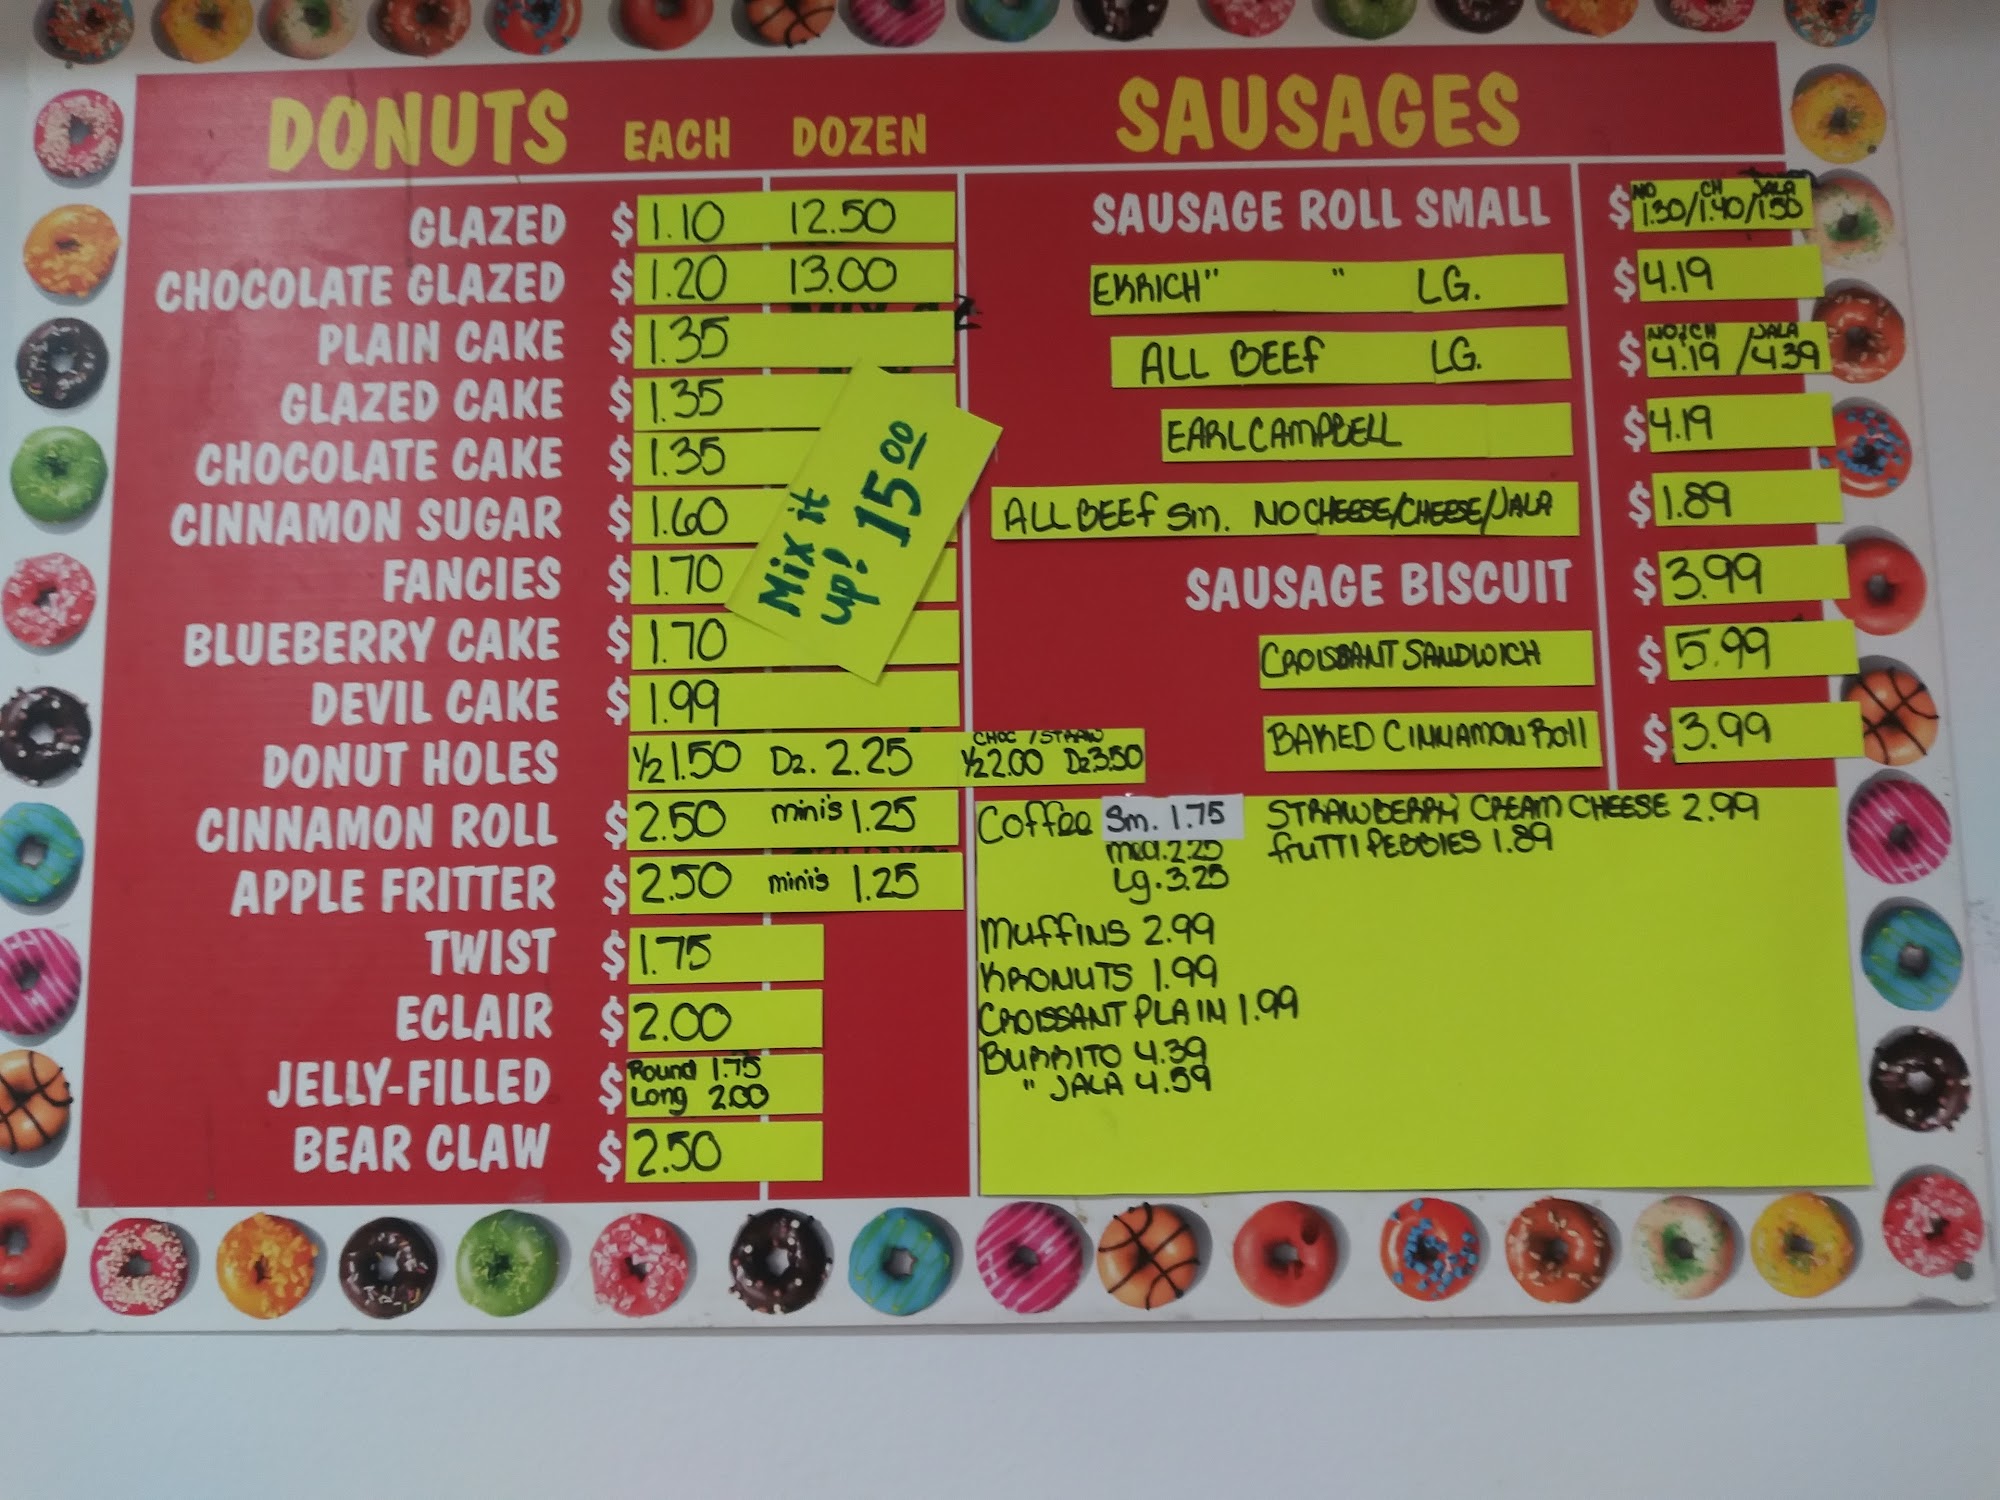 DONUTS EACH DOZEN
GLAZED $ 1.10 12.50
CHOCOLATE GLAZED $ 1.20 13.00
PLAIN CAKE $ 1.35
GLAZED CAKE $ 1.35
CHOCOLATE CAKE $ 1.35
CINNAMON SUGAR $ 1.60
FANCIES $ 1.70
BLUEBERRY CAKE $ 1.70
DEVIL CAKE $ 1.99
Mix it
up! 15.00
DONUT HOLES 1/2 1.50 Dz. 2.25 CHOC / STRAW 1/2 2.00 Dz 3.50
CINNAMON ROLL $ 2.50 mini's 1.25
APPLE FRITTER $ 2.50 mini's 1.25
TWIST $ 1.75
ECLAIR $ 2.00
JELLY-FILLED $ Round 1.75
Long 2.00
BEAR CLAW $ 2.50
SAUSAGES
NO CH JALA
SAUSAGE ROLL SMALL $ 1.30/1.40/1.50
EKRICH " " LG. $ 4.19
NO & CH JALA
ALL BEEF LG. $ 4.19 / 4.39
EARL CAMPBELL $ 4.19
ALL BEEF Sm. NO CHEESE/CHEESE/JALA $ 1.89
SAUSAGE BISCUIT $ 3.99
CROISSANT SANDWICH $ 5.99
BAKED CINNAMON ROLL $ 3.99
Coffee Sm. 1.75
med. 2.25
Lg. 3.25
STRAWBERRY CREAM CHEESE 2.99
FRUTTI PEBBIES 1.89
MUFFINS 2.99
KRONUTS 1.99
CROISSANT PLAIN 1.99
BURRITO 4.39
" JALA 4.59